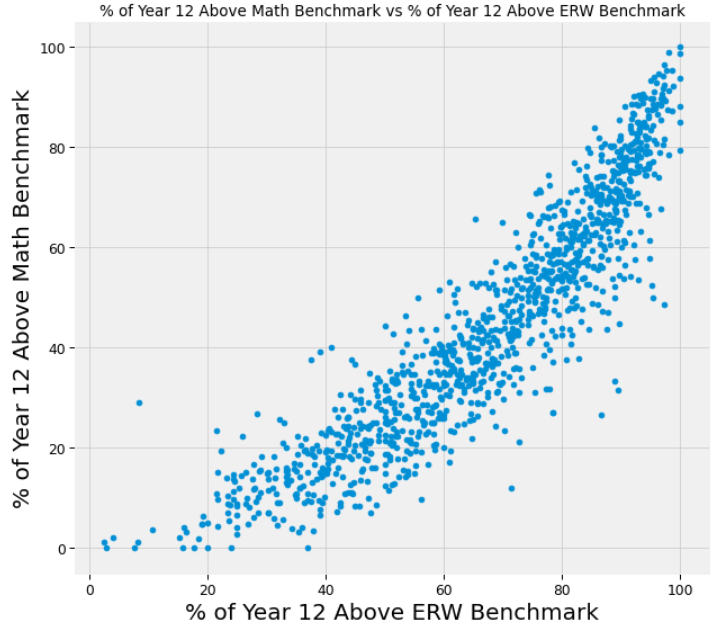 % of Year 12 Above Math Benchmark vs % of Year 12 Above ERW Benchmark
% of Year 12 Above Math Benchmark
100
80
60
40
20
0
0 20 40 60 80 100
% of Year 12 Above ERW Benchmark